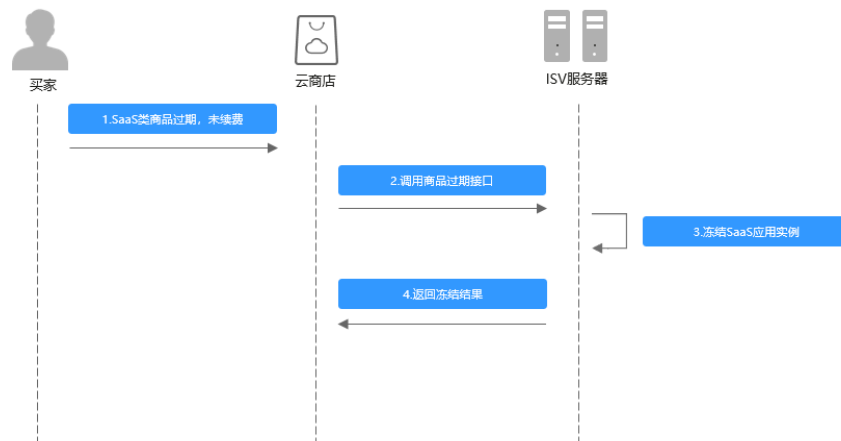 买家
云商店
ISV服务器
1.SaaS类商品过期，未续费
2.调用商品过期接口
3.冻结SaaS应用实例
4.返回冻结结果